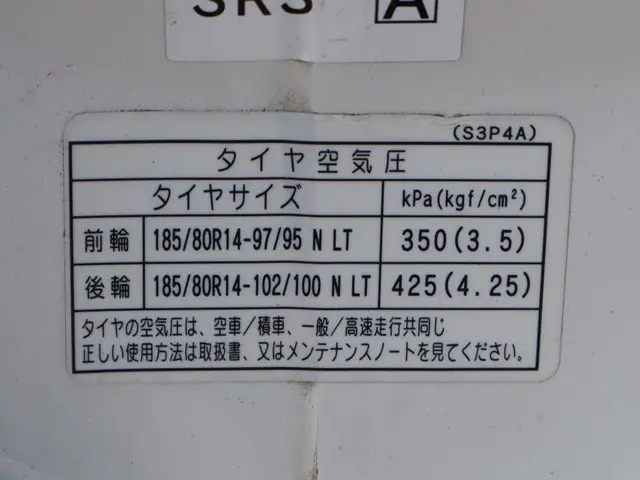 SRS A
(S3P4A)
タイヤ空気圧
タイヤサイズ kPa(kgf/cm²)
前輪 185/80R14-97/95 N LT 350(3.5)
後輪 185/80R14-102/100 N LT 425(4.25)
タイヤの空気圧は、空車/積車、一般/高速走行共同じ
正しい使用方法は取扱書、又はメンテナンスノートを見てください。